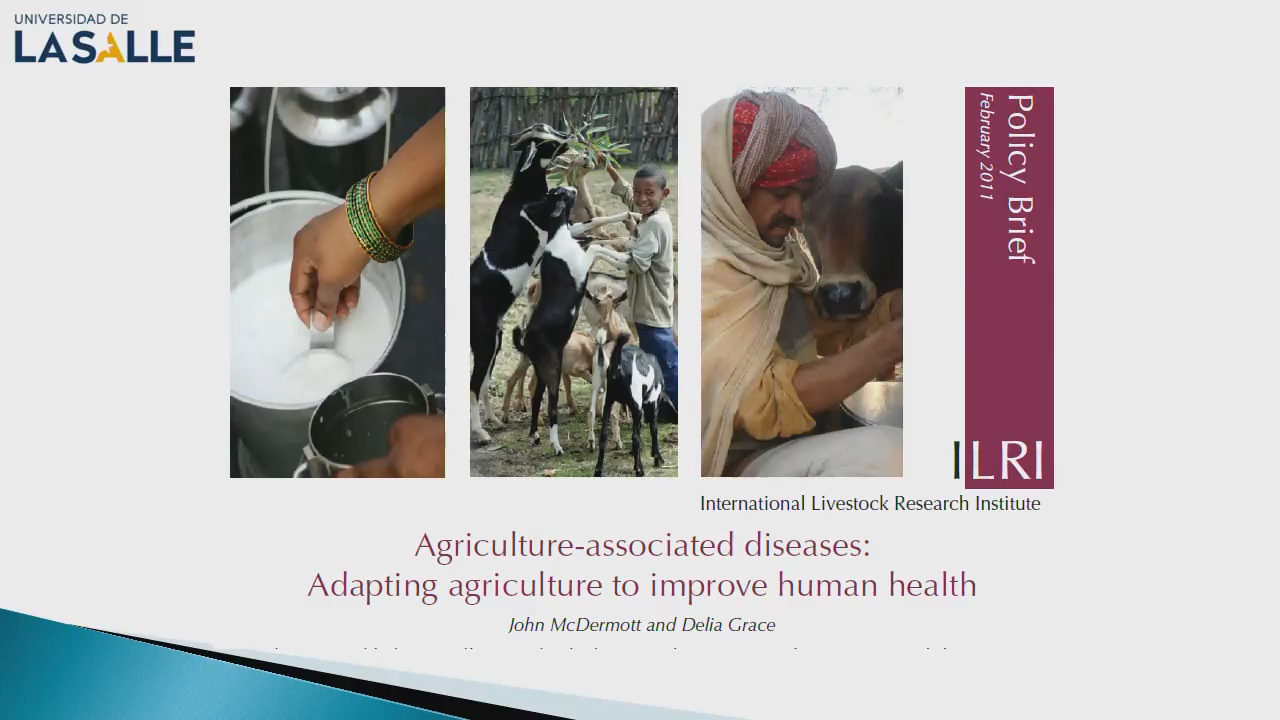 UNIVERSIDAD DE
LASALLE
Policy Brief
February 2011
ILRI
International Livestock Research Institute
Agriculture-associated diseases:
Adapting agriculture to improve human health
John McDermott and Delia Grace